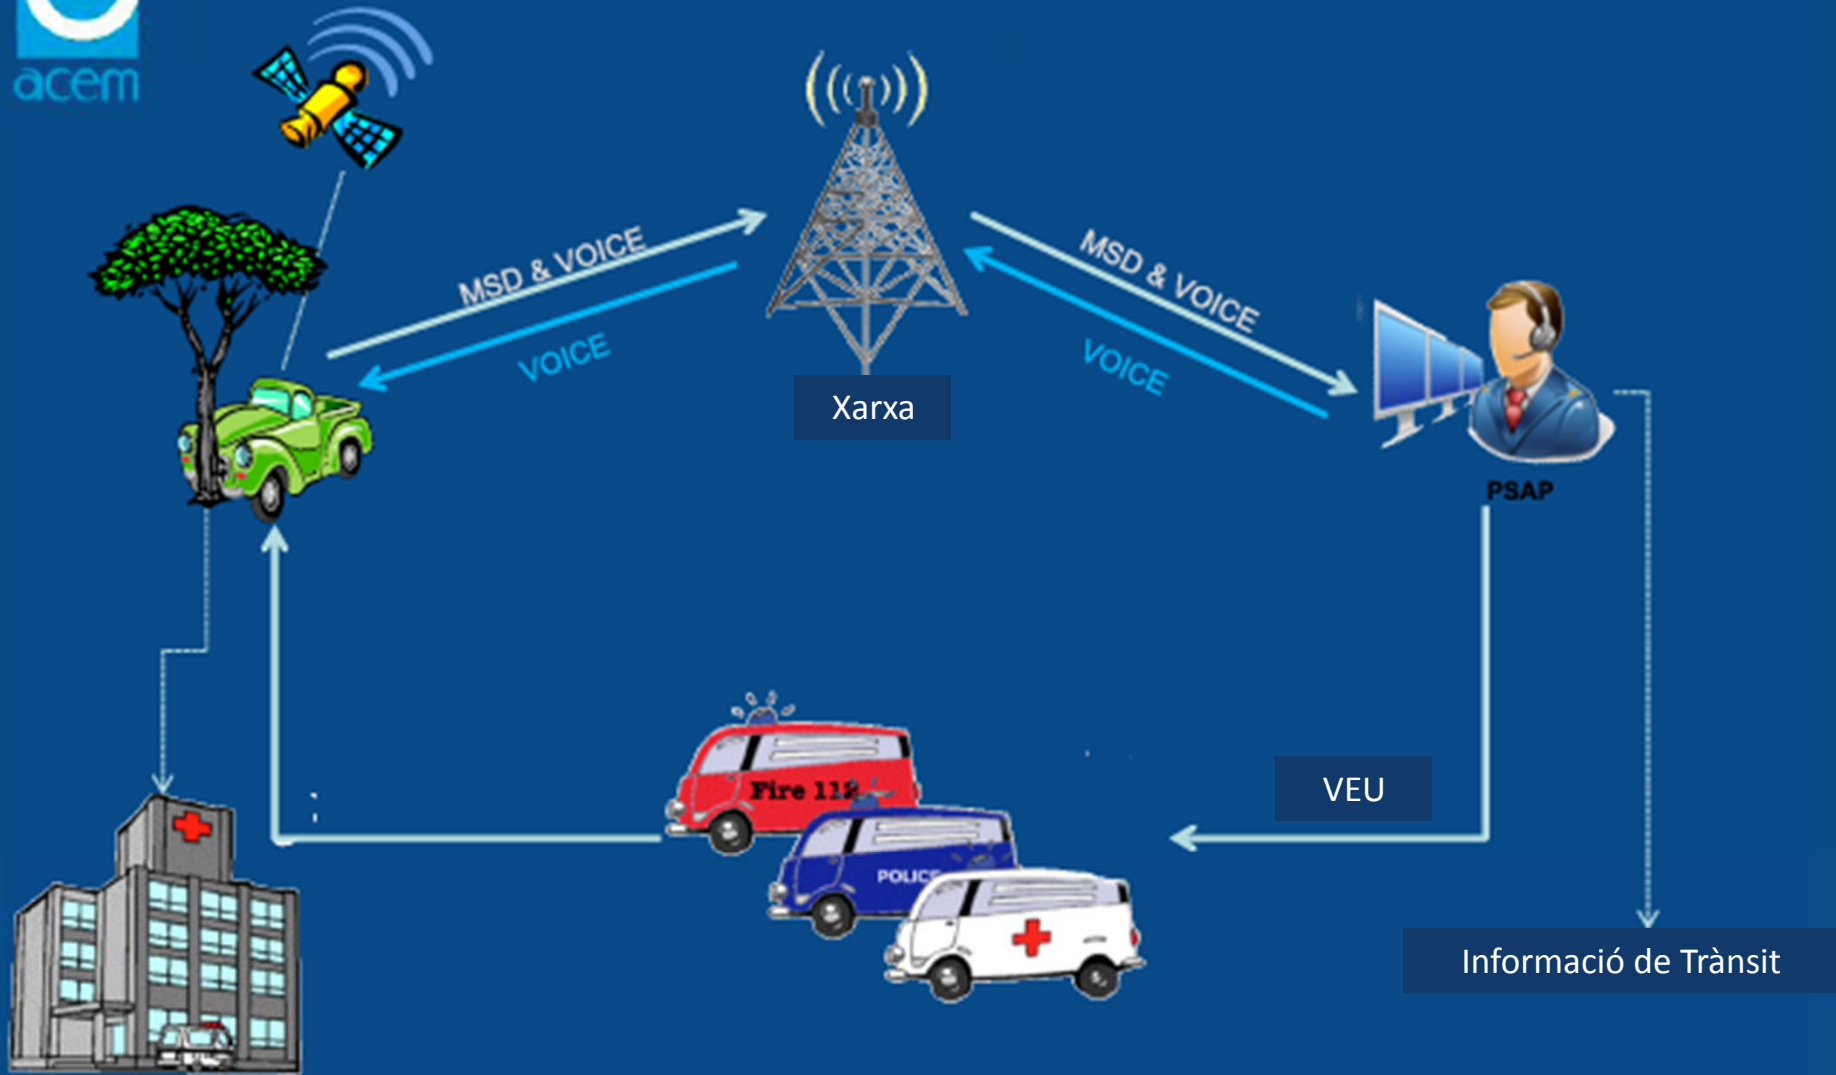 acem
MSD & VOICE
VOICE
MSD & VOICE
VOICE
Xarxa
PSAP
Fire 112
POLICE
VEU
Informació de Trànsit